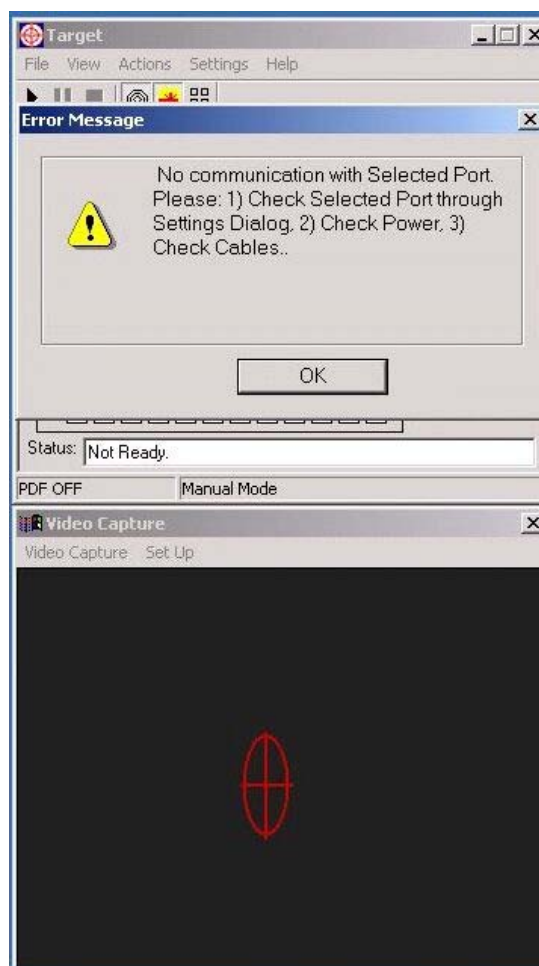 Target
File View Actions Settings Help
Error Message
No communication with Selected Port.
Please: 1) Check Selected Port through
Settings Dialog, 2) Check Power, 3)
Check Cables..
OK
Status: Not Ready.
PDF OFF Manual Mode
Video Capture
Video Capture Set Up